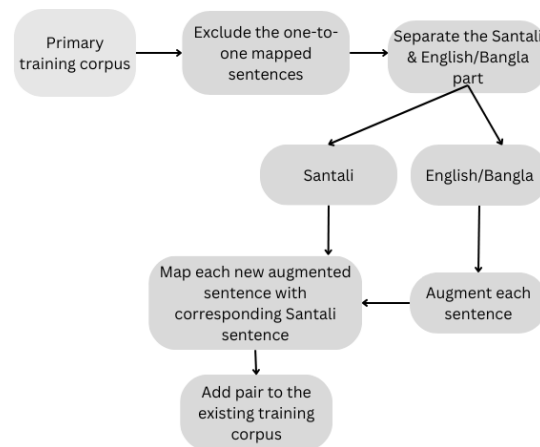 Primary
training corpus
Exclude the one-to-
one mapped
sentences
Separate the Santali
& English/Bangla
part
Santali
English/Bangla
Map each new augmented
sentence with
corresponding Santali
sentence
Augment each
sentence
Add pair to the
existing training
corpus